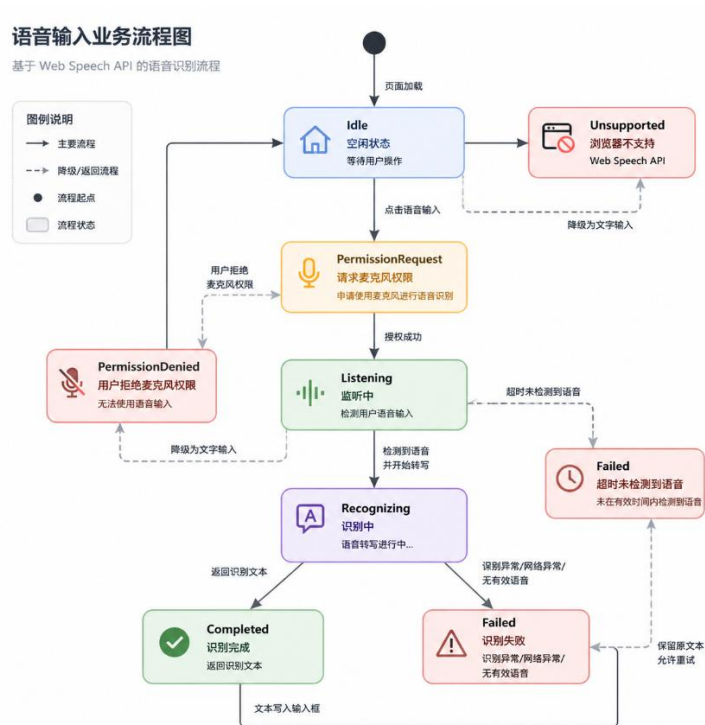 语音输入业务流程图
基于 Web Speech API 的语音识别流程
图例说明
主要流程
降级/返回流程
流程起点
流程状态
页面加载
Idle
空闲状态
等待用户操作
Unsupported
浏览器不支持
Web Speech API
点击语音输入
降级为文字输入
用户拒绝
麦克风权限
PermissionRequest
请求麦克风权限
申请使用麦克风进行语音识别
授权成功
PermissionDenied
用户拒绝麦克风权限
无法使用语音输入
Listening
监听中
检测用户语音输入
超时未检测到语音
降级为文字输入
检测到语音
并开始转写
Failed
超时未检测到语音
未在有效时间内检测到语音
Recognizing
识别中
语音转写进行中...
返回识别文本
误别异常/网络异常/
无有效语音
Completed
识别完成
返回识别文本
Failed
识别失败
识别异常/网络异常/
无有效语音
保留原文本
允许重试
文本写入输入框